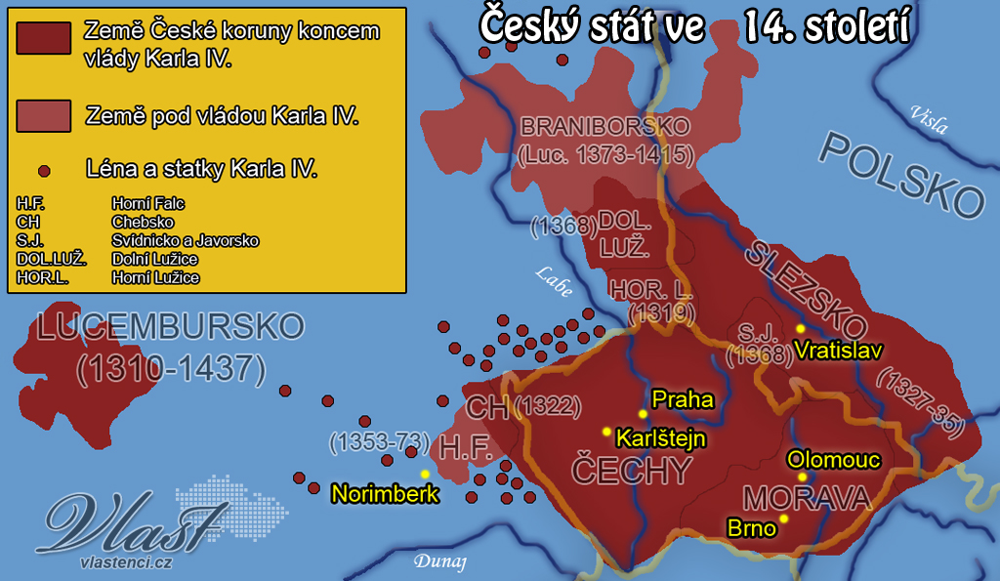 Český stát ve 14. století
Země České koruny koncem
vlády Karla IV.
Země pod vládou Karla IV.
Léna a statky Karla IV.
H.F. Horní Falc
CH Chebsko
S.J. Svídnicko a Javorsko
DOL.LUŽ. Dolní Lužice
HOR.L. Horní Lužice
BRANIBORSKO
(Luc. 1373-1415)
Visla
POLSKO
(1368)
DOL.
LUŽ.
Labe
SLEZSKO
(1327-35)
HOR. L.
(1319)
LUCEMBURSKO
(1310-1437)
S.J.
(1368)
Vratislav
CH (1322)
Praha
(1353-73)
H.F.
Karlštejn
ČECHY
Olomouc
Norimberk
MORAVA
Brno
Vlast
vlastenci.cz
Dunaj